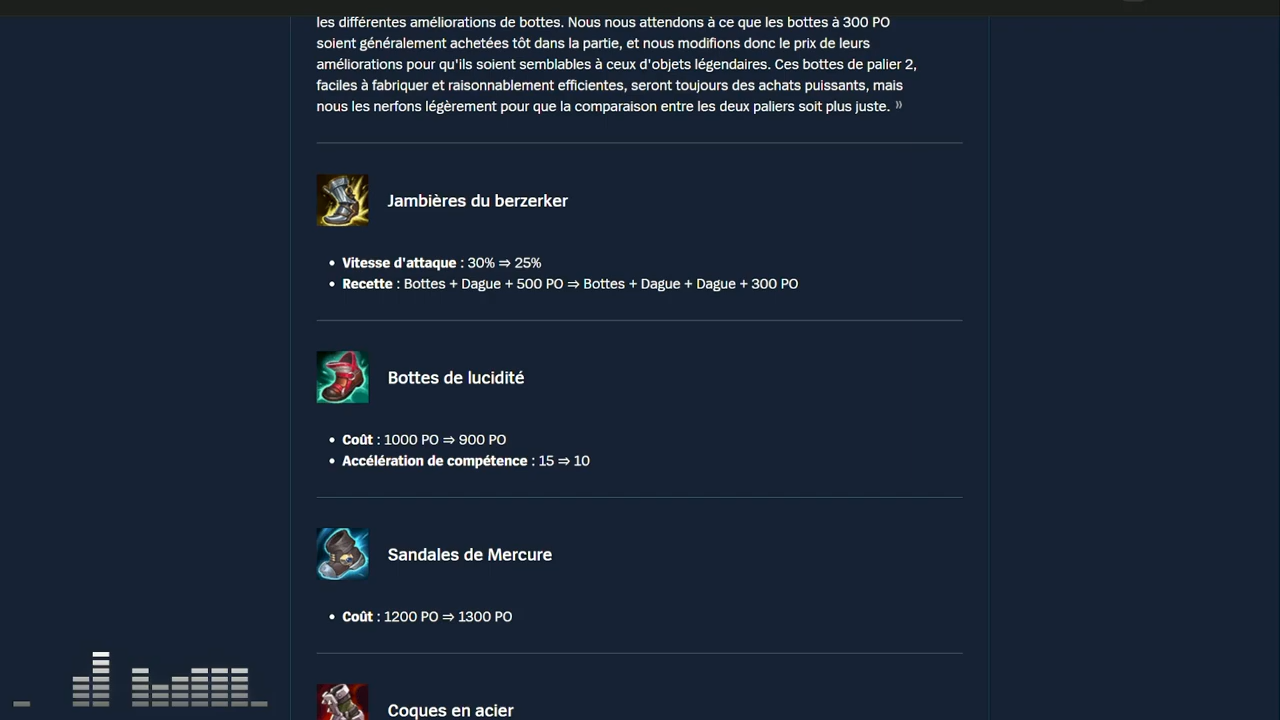 les différentes améliorations de bottes. Nous nous attendons à ce que les bottes à 300 PO
soient généralement achetées tôt dans la partie, et nous modifions donc le prix de leurs
améliorations pour qu'ils soient semblables à ceux d'objets légendaires. Ces bottes de palier 2,
faciles à fabriquer et raisonnablement efficientes, seront toujours des achats puissants, mais
nous les nerfons légèrement pour que la comparaison entre les deux paliers soit plus juste. »
Jambières du berzerker
• Vitesse d'attaque : 30% ⇒ 25%
• Recette : Bottes + Dague + 500 PO ⇒ Bottes + Dague + Dague + 300 PO
Bottes de lucidité
• Coût : 1000 PO ⇒ 900 PO
• Accélération de compétence : 15 ⇒ 10
Sandales de Mercure
• Coût : 1200 PO ⇒ 1300 PO
Coques en acier